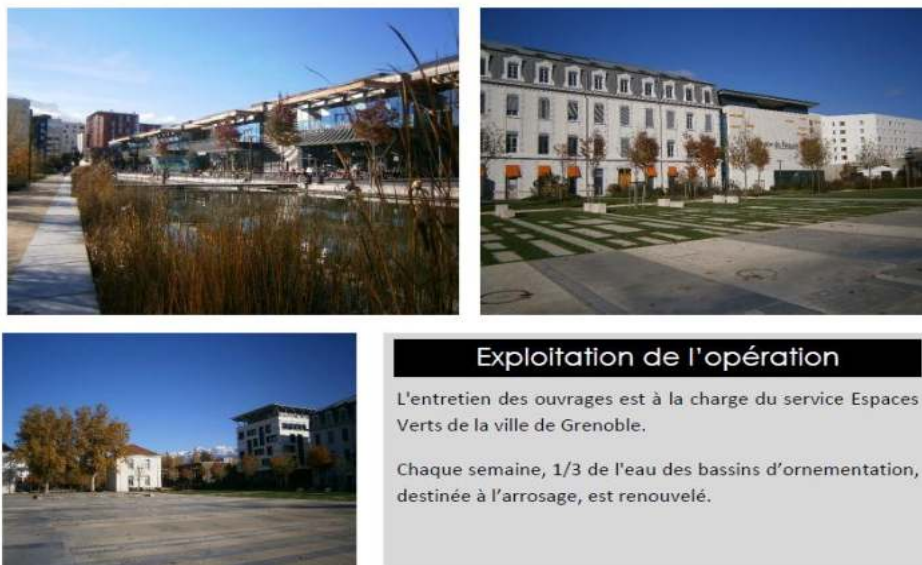 Exploitation de l'opération
L'entretien des ouvrages est à la charge du service Espaces
Verts de la ville de Grenoble.
Chaque semaine, 1/3 de l'eau des bassins d'ornementation,
destinée à l'arrosage, est renouvelé.